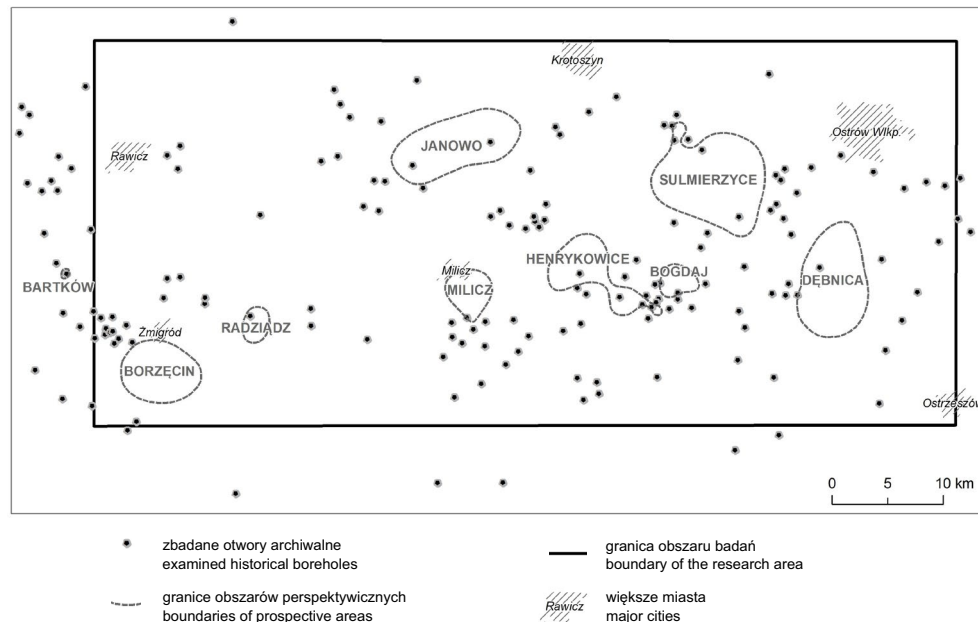 Krotoszyn
Ostrów Wlkp.
Rawicz
JANOWO
SULMIERZYCE
HENRYKOWICE
BOGDAJ
Milicz
MILICZ
DĘBNICA
BARTKÓW
RADZIĄDZ
Żmigród
BORZĘCIN
Ostrzeszów
0 5 10 km
zbadane otwory archiwalne
examined historical boreholes
granice obszarów perspektywicznych
boundaries of prospective areas
granica obszaru badań
boundary of the research area
Rawicz
większe miasta
major cities